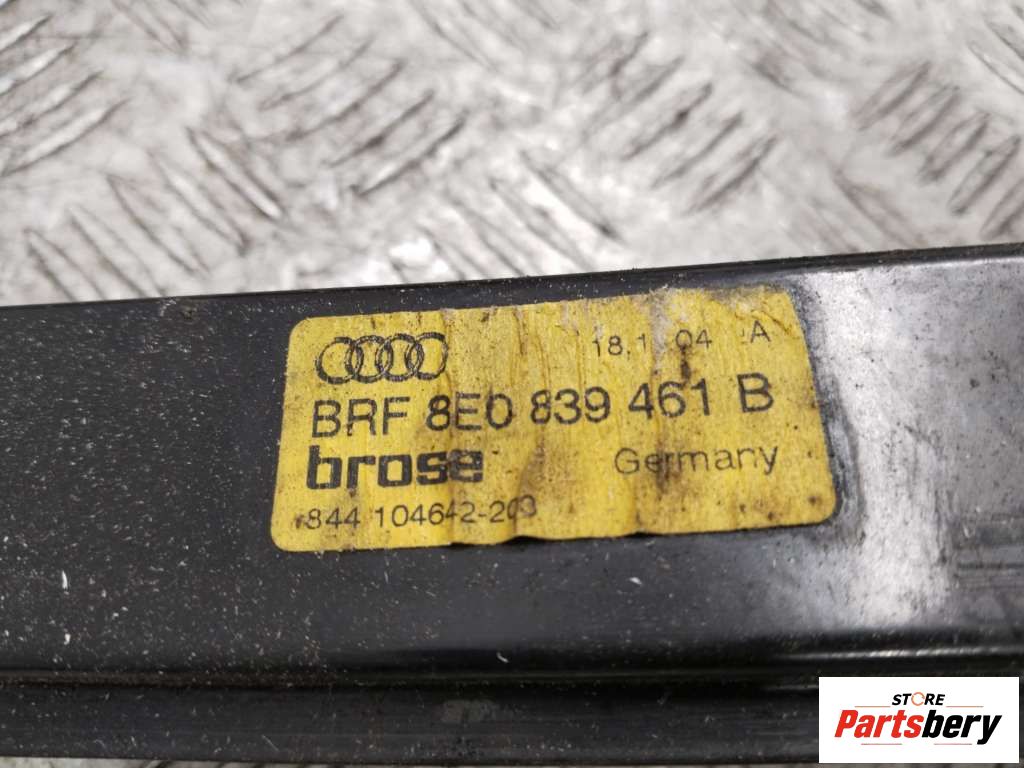 18.1 04 A
BRF 8E0 839 461 B
brose Germany
844 104642-203
STORE
Partsbery